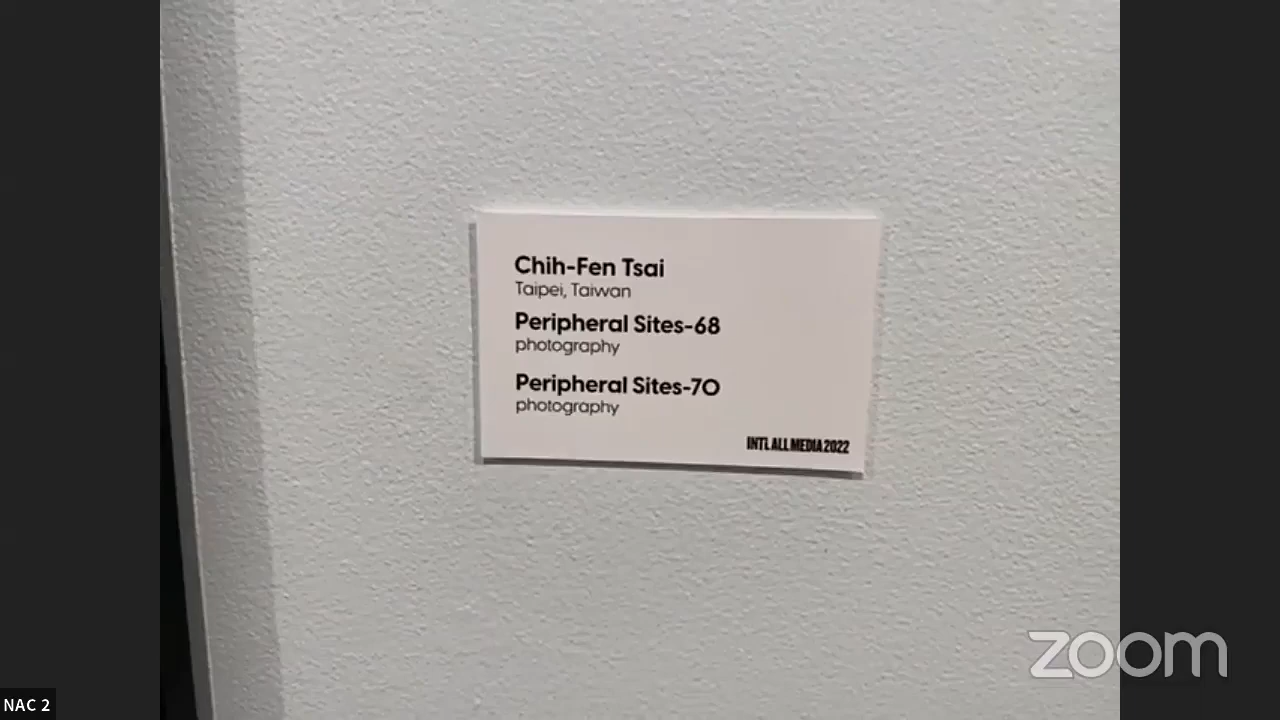 Chih-Fen Tsai
Taipei, Taiwan
Peripheral Sites-68
photography
Peripheral Sites-70
photography
INTL ALL MEDIA 2022
zoom
NAC 2